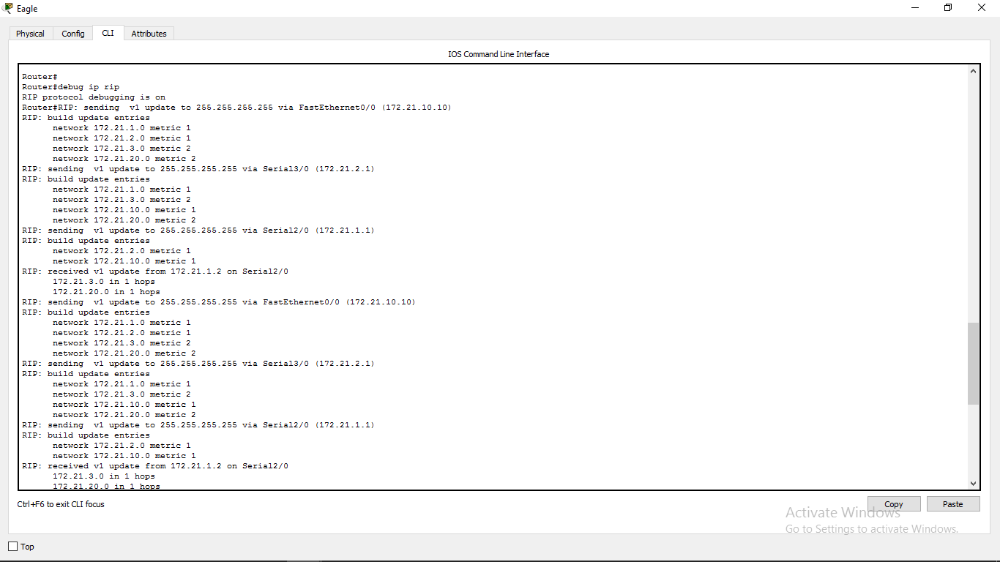 Eagle
Physical Config CLI Attributes
IOS Command Line Interface
Router#
Router#debug ip rip
RIP protocol debugging is on
Router#RIP: sending  v1 update to 255.255.255.255 via FastEthernet0/0 (172.21.10.10)
RIP: build update entries
      network 172.21.1.0 metric 1
      network 172.21.2.0 metric 1
      network 172.21.3.0 metric 2
      network 172.21.20.0 metric 2
RIP: sending  v1 update to 255.255.255.255 via Serial3/0 (172.21.2.1)
RIP: build update entries
      network 172.21.1.0 metric 1
      network 172.21.3.0 metric 2
      network 172.21.10.0 metric 1
      network 172.21.20.0 metric 2
RIP: sending  v1 update to 255.255.255.255 via Serial2/0 (172.21.1.1)
RIP: build update entries
      network 172.21.2.0 metric 1
      network 172.21.10.0 metric 1
RIP: received v1 update from 172.21.1.2 on Serial2/0
      172.21.3.0 in 1 hops
      172.21.20.0 in 1 hops
RIP: sending  v1 update to 255.255.255.255 via FastEthernet0/0 (172.21.10.10)
RIP: build update entries
      network 172.21.1.0 metric 1
      network 172.21.2.0 metric 1
      network 172.21.3.0 metric 2
      network 172.21.20.0 metric 2
RIP: sending  v1 update to 255.255.255.255 via Serial3/0 (172.21.2.1)
RIP: build update entries
      network 172.21.1.0 metric 1
      network 172.21.3.0 metric 2
      network 172.21.10.0 metric 1
      network 172.21.20.0 metric 2
RIP: sending  v1 update to 255.255.255.255 via Serial2/0 (172.21.1.1)
RIP: build update entries
      network 172.21.2.0 metric 1
      network 172.21.10.0 metric 1
RIP: received v1 update from 172.21.1.2 on Serial2/0
      172.21.3.0 in 1 hops
      172.21.20.0 in 1 hops
Ctrl+F6 to exit CLI focus
Copy Paste
Activate Windows
Go to Settings to activate Windows.
Top